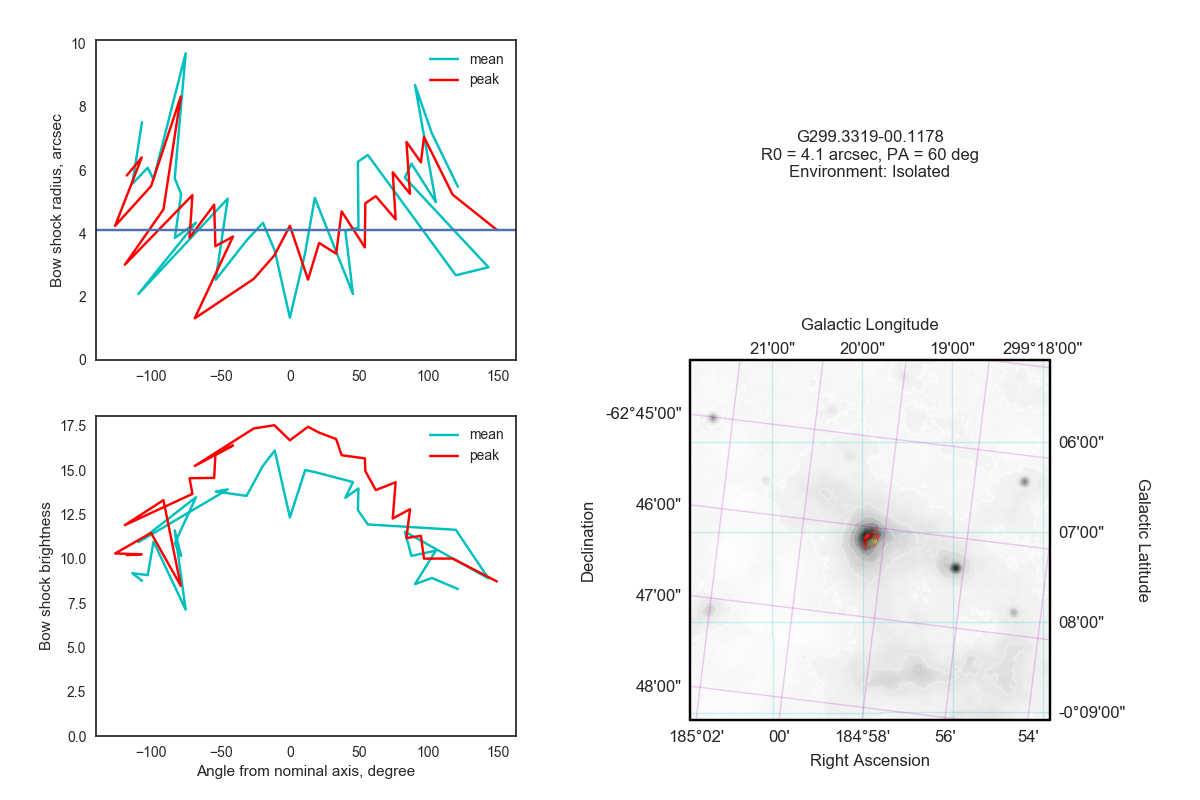 10
8
6
4
2
0
Bow shock radius, arcsec
mean
peak
−100
−50
0
50
100
150
17.5
15.0
12.5
10.0
7.5
5.0
2.5
0.0
Bow shock brightness
mean
peak
−100
−50
0
50
100
150
Angle from nominal axis, degree
G299.3319-00.1178
R0 = 4.1 arcsec, PA = 60 deg
Environment: Isolated
Galactic Longitude
21'00" 20'00" 19'00" 299°18'00"
-62°45'00"
46'00"
47'00"
48'00"
Declination
06'00"
07'00"
08'00"
-0°09'00"
Galactic Latitude
185°02' 00' 184°58' 56' 54'
Right Ascension